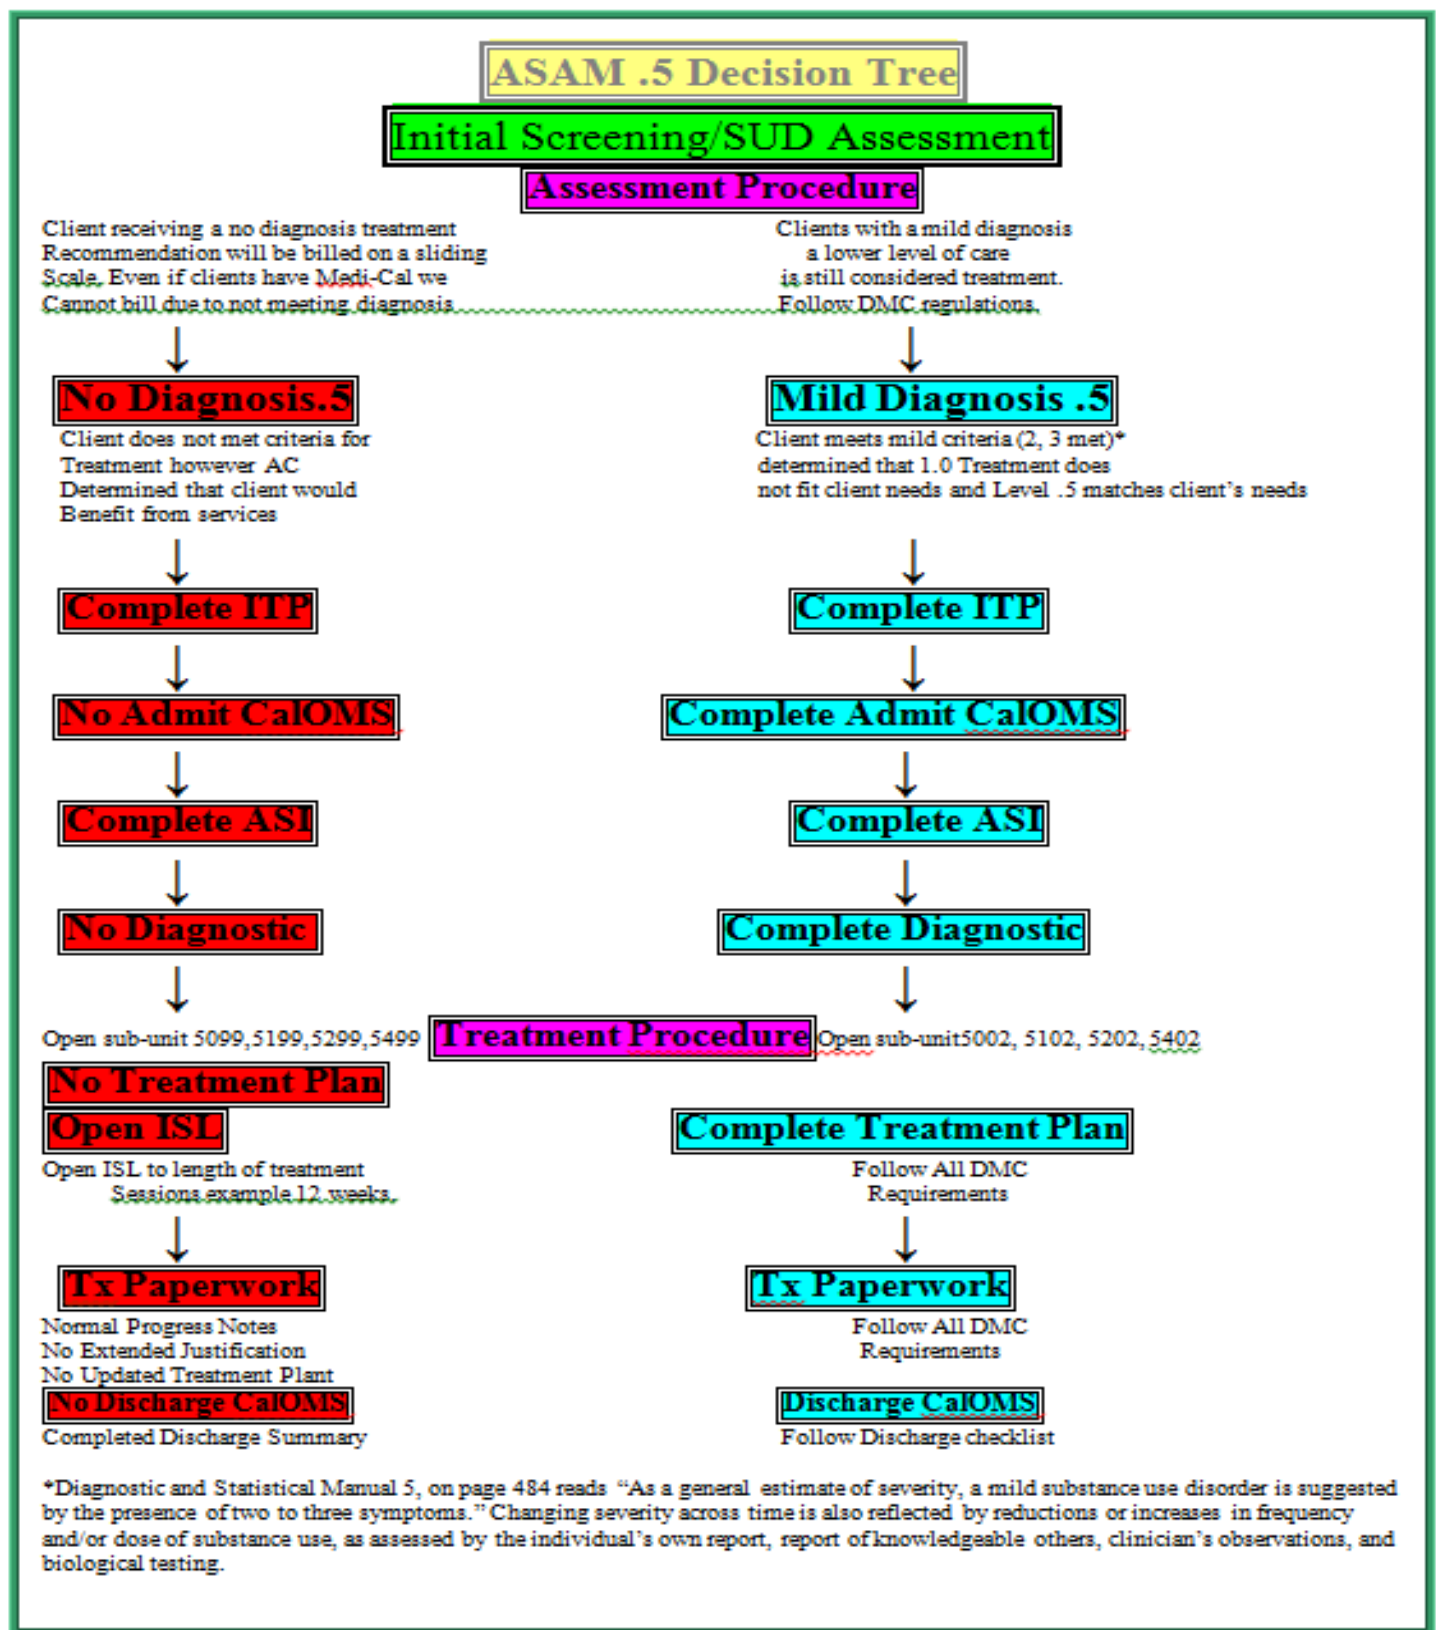 ASAM .5 Decision Tree
Initial Screening/SUD Assessment
Assessment Procedure
Client receiving a no diagnosis treatment
Recommendation will be billed on a sliding
Scale. Even if clients have Medi-Cal we
Cannot bill due to not meeting diagnosis
Clients with a mild diagnosis
a lower level of care
is still considered treatment.
Follow DMC regulations.
No Diagnosis.5
Client does not met criteria for
Treatment however AC
Determined that client would
Benefit from services
Mild Diagnosis .5
Client meets mild criteria (2, 3 met)*
determined that 1.0 Treatment does
not fit client needs and Level .5 matches client's needs
Complete ITP
Complete ITP
No Admit CalOMS
Complete Admit CalOMS
Complete ASI
Complete ASI
No Diagnostic
Complete Diagnostic
Open sub-unit 5099,5199,5299,5499
Treatment Procedure
Open sub-unit5002, 5102, 5202, 5402
No Treatment Plan
Open ISL
Open ISL to length of treatment
Sessions example 12 weeks.
Complete Treatment Plan
Follow All DMC
Requirements
Tx Paperwork
Normal Progress Notes
No Extended Justification
No Updated Treatment Plant
Tx Paperwork
Follow All DMC
Requirements
No Discharge CalOMS
Completed Discharge Summary
Discharge CalOMS
Follow Discharge checklist
*Diagnostic and Statistical Manual 5, on page 484 reads “As a general estimate of severity, a mild substance use disorder is suggested
by the presence of two to three symptoms.” Changing severity across time is also reflected by reductions or increases in frequency
and/or dose of substance use, as assessed by the individual's own report, report of knowledgeable others, clinician's observations, and
biological testing.